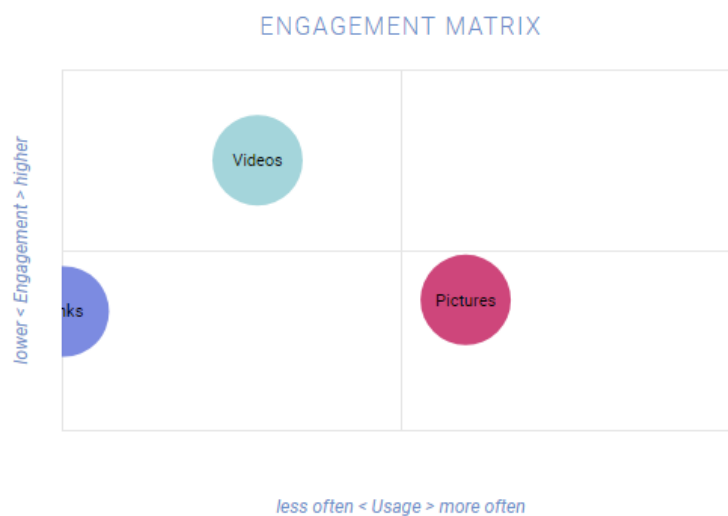 ENGAGEMENT MATRIX
lower < Engagement > higher
Videos
Pictures
nks
less often < Usage > more often